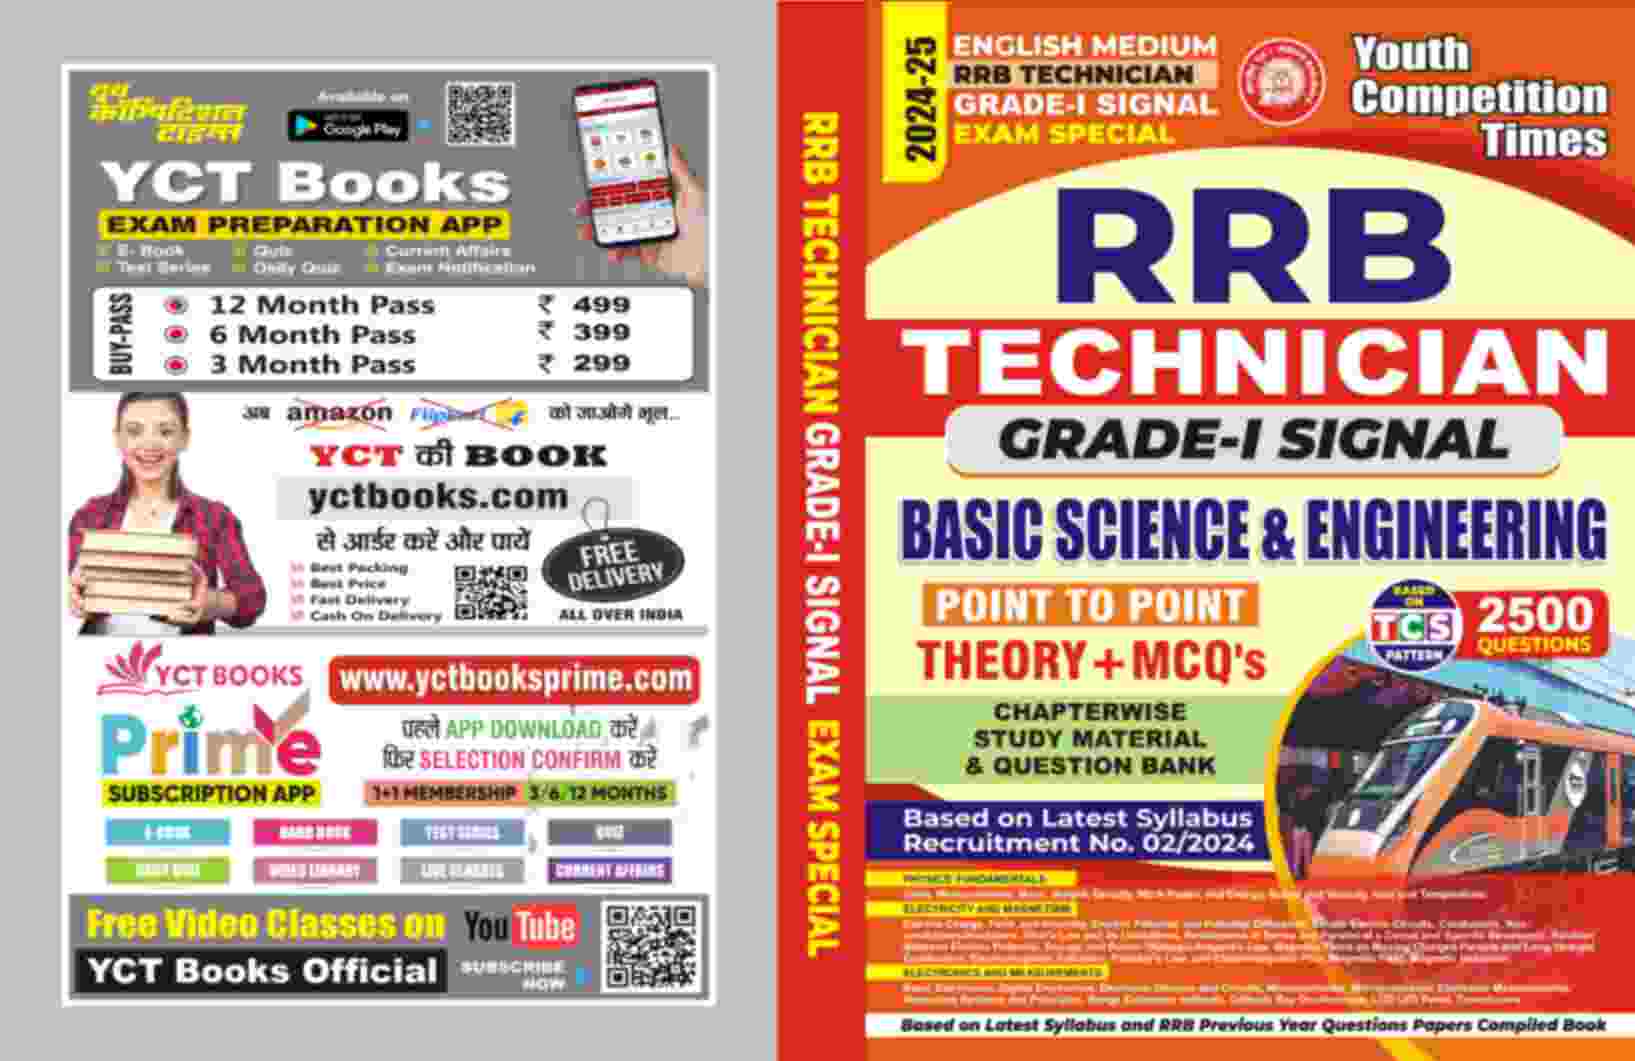 यूथ
कॉम्पिटिशन
टाइम्स
Available on
Google Play
YCT Books
EXAM PREPARATION APP
E- Book
Quiz
Current Affairs
Test Series
Daily Quiz
Exam Notification
BUY-PASS
12 Month Pass ₹ 499
6 Month Pass ₹ 399
3 Month Pass ₹ 299
अब amazon Flipkart को जाओगे भूल...
YCT की BOOK
yctbooks.com
से आर्डर करें और पायें
Best Packing
Best Price
Fast Delivery
Cash On Delivery
FREE
DELIVERY
ALL OVER INDIA
YCT BOOKS
Prime
SUBSCRIPTION APP
www.yctbooksprime.com
पहले APP DOWNLOAD करें
फिर SELECTION CONFIRM करें
1+1 MEMBERSHIP 3/6/12 MONTHS
E-BOOK
HARD BOOK
TEST SERIES
QUIZ
DAILY QUIZ
VIDEO LIBRARY
LIVE CLASSES
CURRENT AFFAIRS
Free Video Classes on
YouTube
YCT Books Official
SUBSCRIBE
NOW
RRB TECHNICIAN GRADE-I SIGNAL EXAM SPECIAL
2024-25
ENGLISH MEDIUM
RRB TECHNICIAN
GRADE-I SIGNAL
EXAM SPECIAL
Youth
Competition
Times
RRB
TECHNICIAN
GRADE-I SIGNAL
BASIC SCIENCE & ENGINEERING
POINT TO POINT
THEORY+MCQ's
BASED
ON
TCS
PATTERN
2500
QUESTIONS
CHAPTERWISE
STUDY MATERIAL
& QUESTION BANK
Based on Latest Syllabus
Recruitment No. 02/2024
PHYSICS FUNDAMENTALS
ELECTRICITY AND MAGNETISM
ELECTRONICS AND MEASUREMENTS
Based on Latest Syllabus and RRB Previous Year Questions Papers Compiled Book